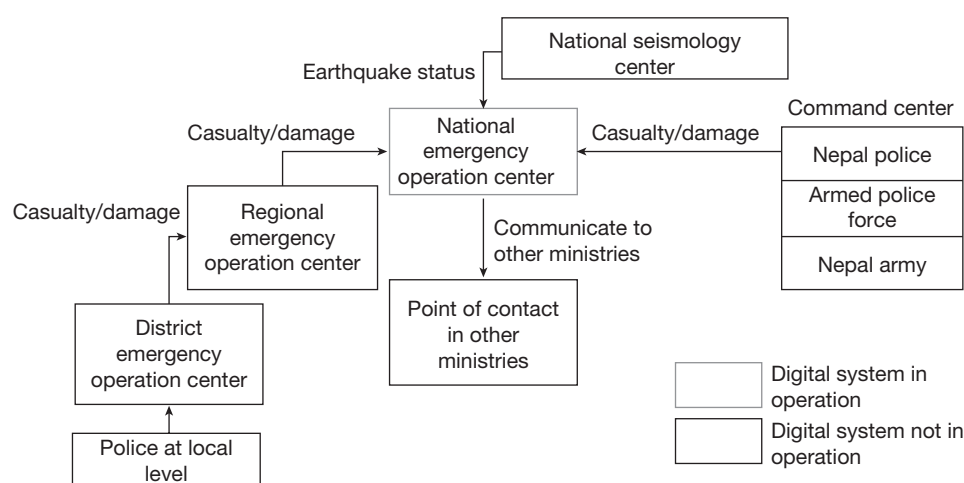 National seismology
center
Earthquake status
Command center
Casualty/damage
National
emergency
operation center
Casualty/damage
Nepal police
Armed police
force
Nepal army
Casualty/damage
Regional
emergency
operation center
Communicate to
other ministries
Point of contact
in other
ministries
District
emergency
operation center
Police at local
level
Digital system in
operation
Digital system not in
operation